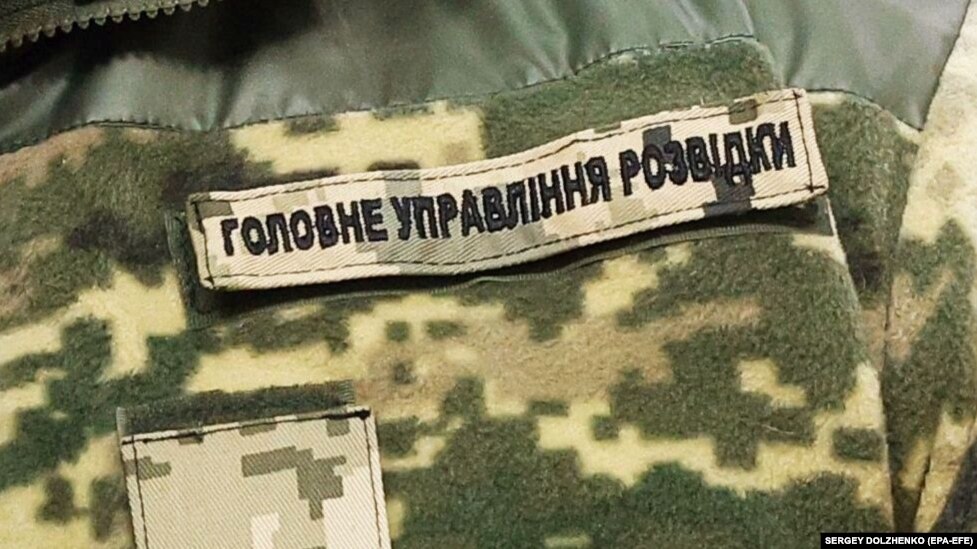 ГОЛОВНЕ УПРАВЛІННЯ РОЗВІДКИ
SERGEY DOLZHENKO (EPA-EFE)